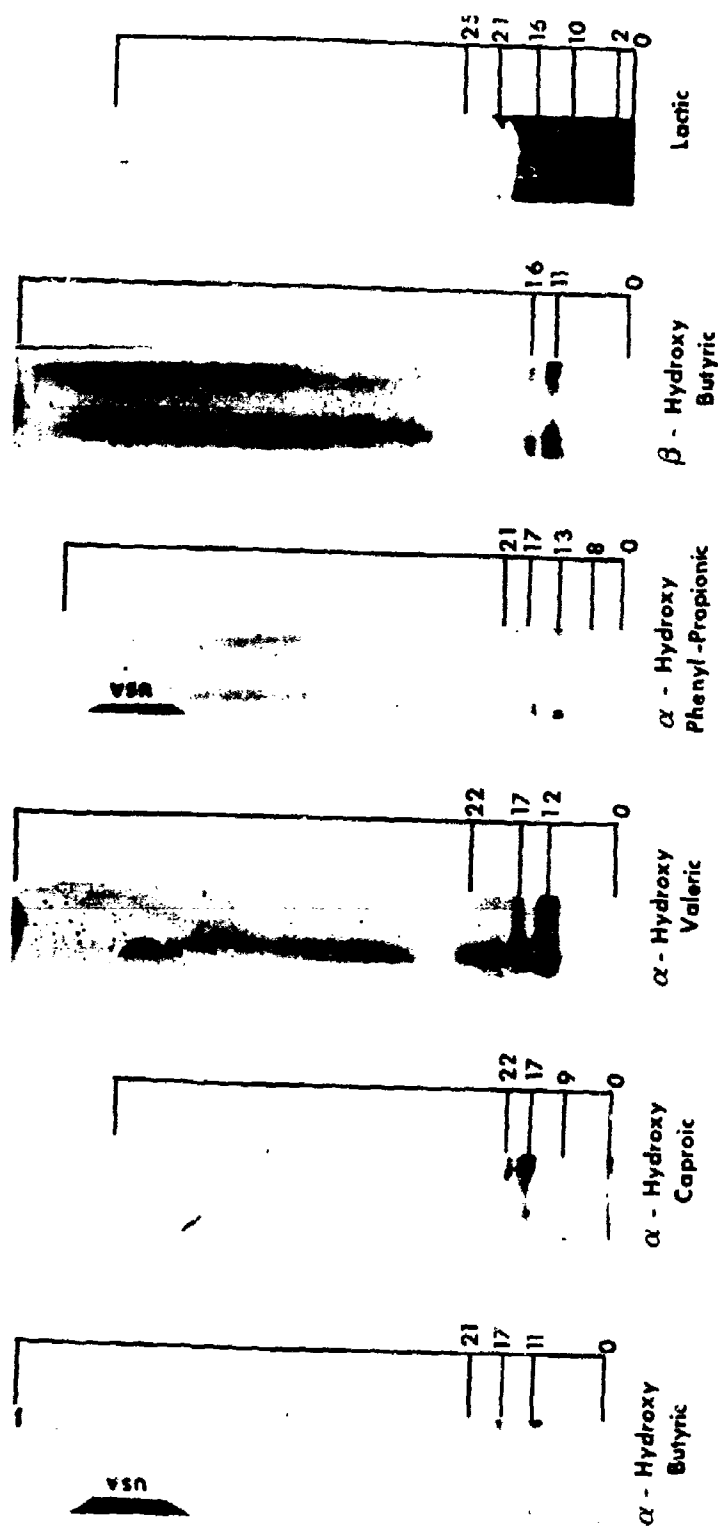 USA
21
17
11
0
α - Hydroxy
Butyric
22
17
9
0
α - Hydroxy
Caproic
22
17
12
0
α - Hydroxy
Valeric
USA
21
17
13
8
0
α - Hydroxy
Phenyl-Propionic
16
11
0
β - Hydroxy
Butyric
25
21
16
10
2
0
Lactic